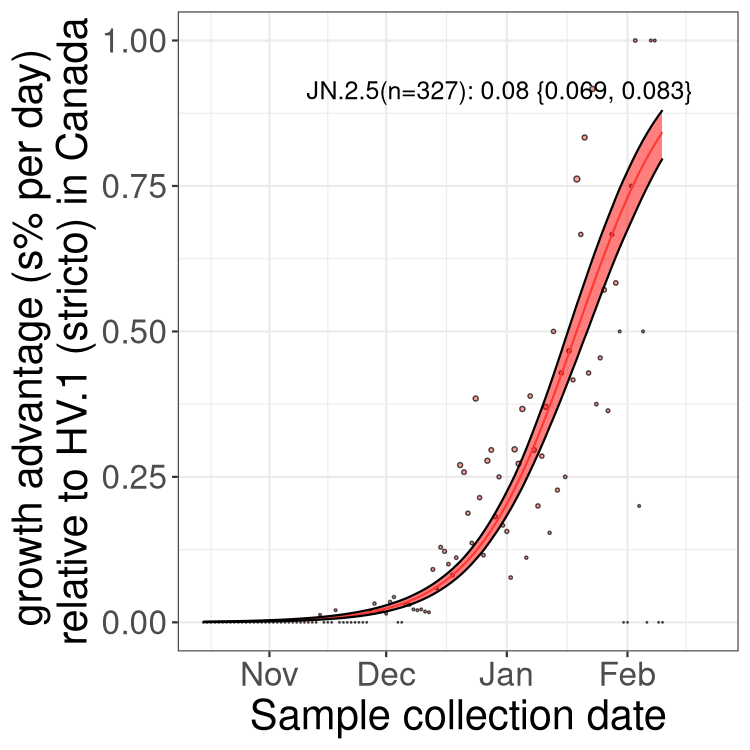 growth advantage (s% per day)
relative to HV.1 (stricto) in Canada
1.00
0.75
0.50
0.25
0.00
JN.2.5(n=327): 0.08 {0.069, 0.083}
Nov Dec Jan Feb
Sample collection date